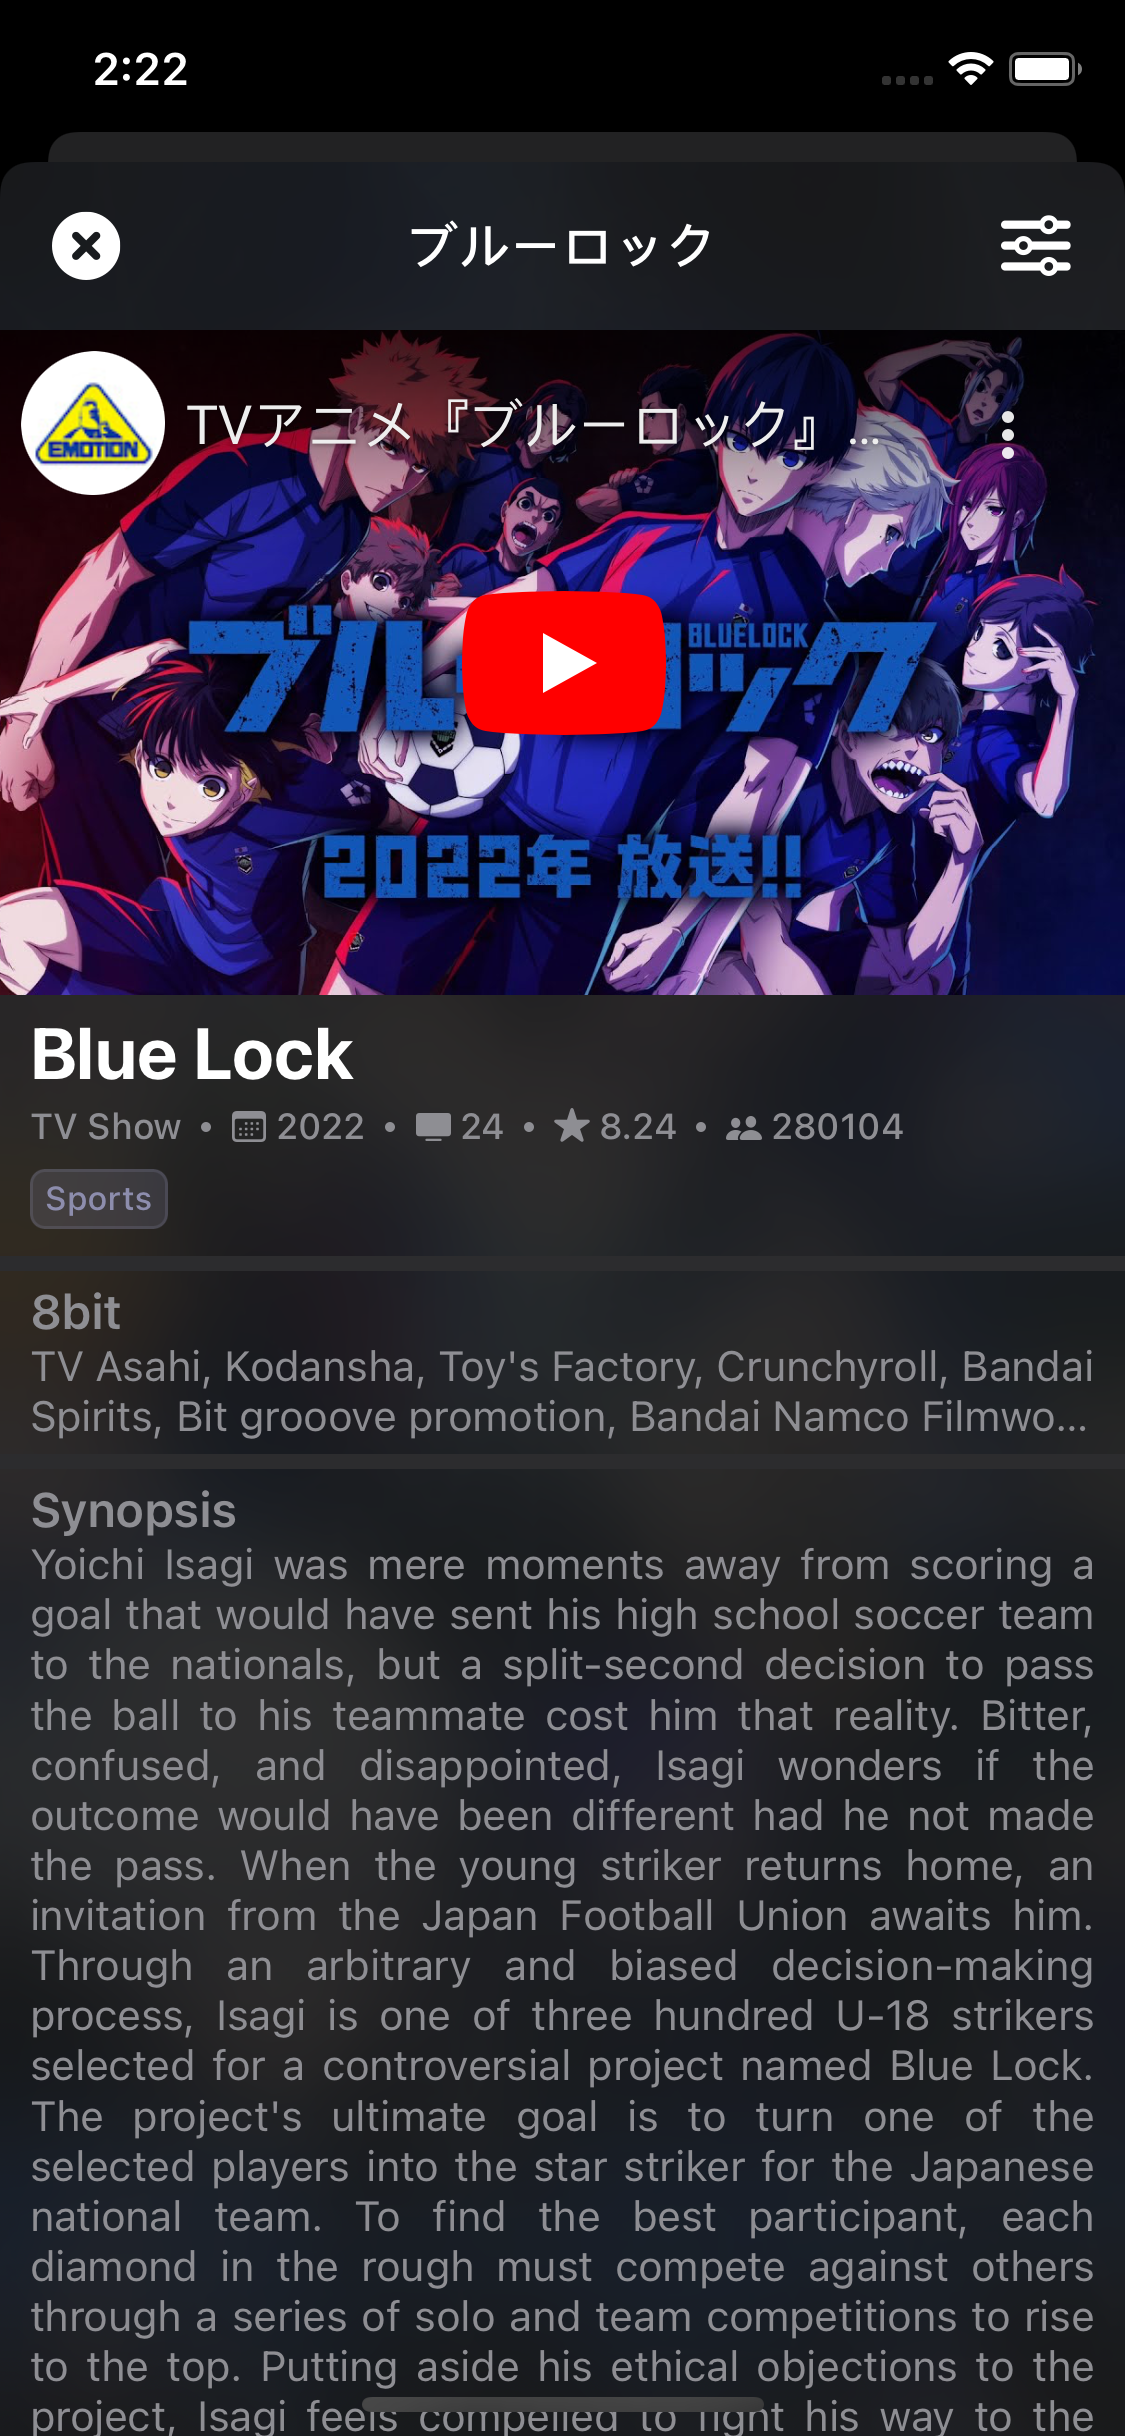 2:22
ブルーロック
EMOTION
TVアニメ『ブルーロック』...
BLUELOCK
ブル ロック
2022年 放送!!
Blue Lock
TV Show • 2022 • 24 • 8.24 • 280104
Sports
8bit
TV Asahi, Kodansha, Toy's Factory, Crunchyroll, Bandai
Spirits, Bit grooove promotion, Bandai Namco Filmwo...
Synopsis
Yoichi Isagi was mere moments away from scoring a
goal that would have sent his high school soccer team
to the nationals, but a split-second decision to pass
the ball to his teammate cost him that reality. Bitter,
confused, and disappointed, Isagi wonders if the
outcome would have been different had he not made
the pass. When the young striker returns home, an
invitation from the Japan Football Union awaits him.
Through an arbitrary and biased decision-making
process, Isagi is one of three hundred U-18 strikers
selected for a controversial project named Blue Lock.
The project's ultimate goal is to turn one of the
selected players into the star striker for the Japanese
national team. To find the best participant, each
diamond in the rough must compete against others
through a series of solo and team competitions to rise
to the top. Putting aside his ethical objections to the
project, Isagi feels compelled to fight his way to the